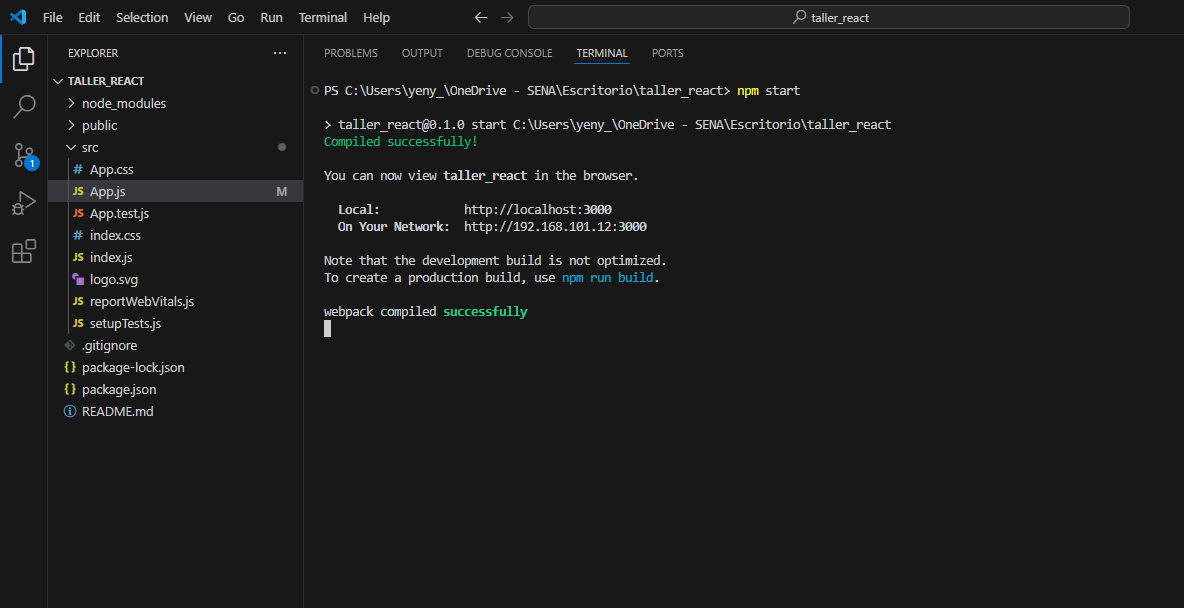 File Edit Selection View Go Run Terminal Help
taller_react
EXPLORER
PROBLEMS OUTPUT DEBUG CONSOLE TERMINAL PORTS
TALLER_REACT
node_modules
public
src
# App.css
JS App.js M
JS App.test.js
# index.css
JS index.js
logo.svg
JS reportWebVitals.js
JS setupTests.js
.gitignore
{} package-lock.json
{} package.json
README.md
1
PS C:\Users\yeny_\OneDrive - SENA\Escritorio\taller_react> npm start
> taller_react@0.1.0 start C:\Users\yeny_\OneDrive - SENA\Escritorio\taller_react
Compiled successfully!
You can now view taller_react in the browser.
Local: http://localhost:3000
On Your Network: http://192.168.101.12:3000
Note that the development build is not optimized.
To create a production build, use npm run build.
webpack compiled successfully